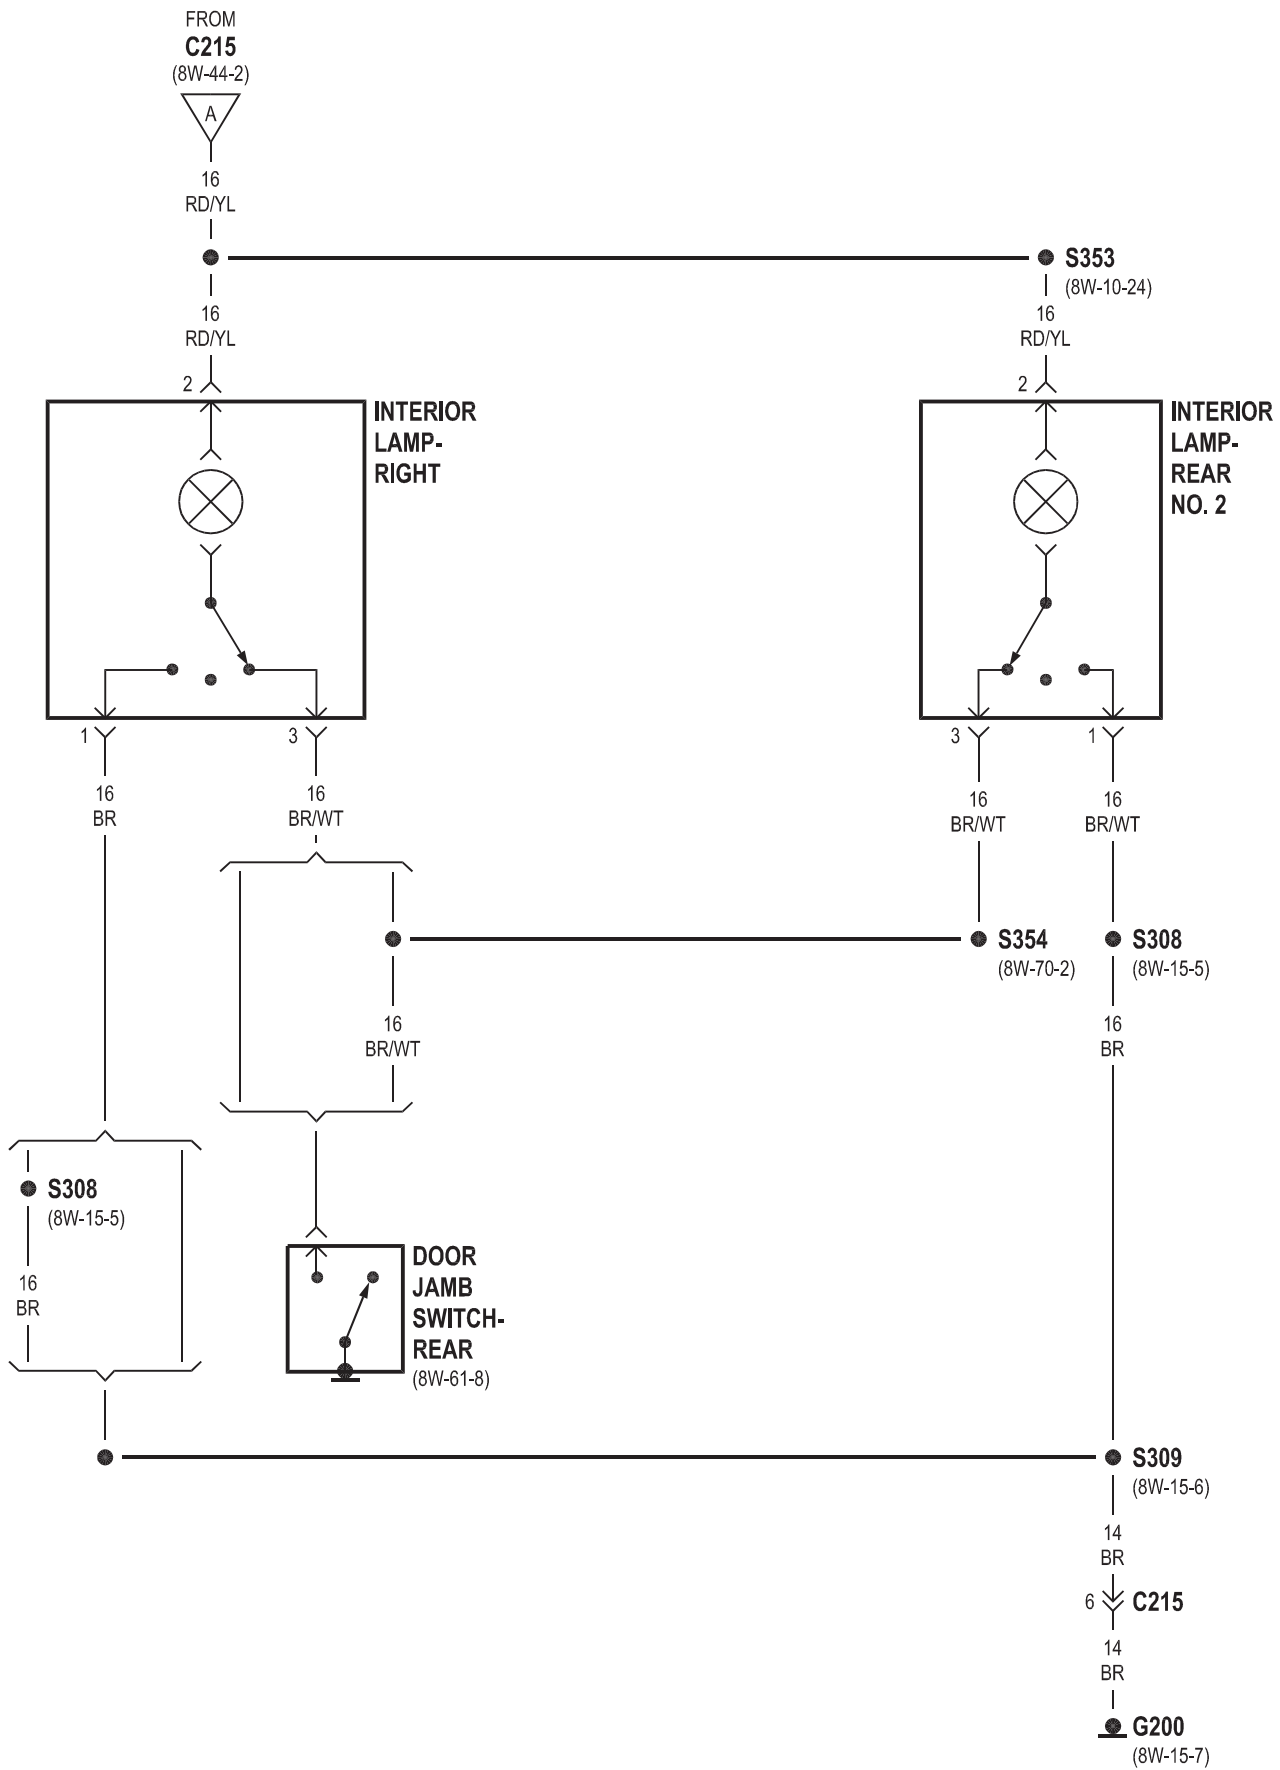 FROM
C215
(8W-44-2)
A
16
RD/YL
S353
(8W-10-24)
16
RD/YL
16
RD/YL
2
2
INTERIOR
LAMP-
RIGHT
INTERIOR
LAMP-
REAR
NO. 2
1
3
3
1
16
BR
16
BR/WT
16
BR/WT
16
BR/WT
S354
(8W-70-2)
S308
(8W-15-5)
16
BR/WT
16
BR
S308
(8W-15-5)
16
BR
DOOR
JAMB
SWITCH-
REAR
(8W-61-8)
S309
(8W-15-6)
14
BR
6
C215
14
BR
G200
(8W-15-7)